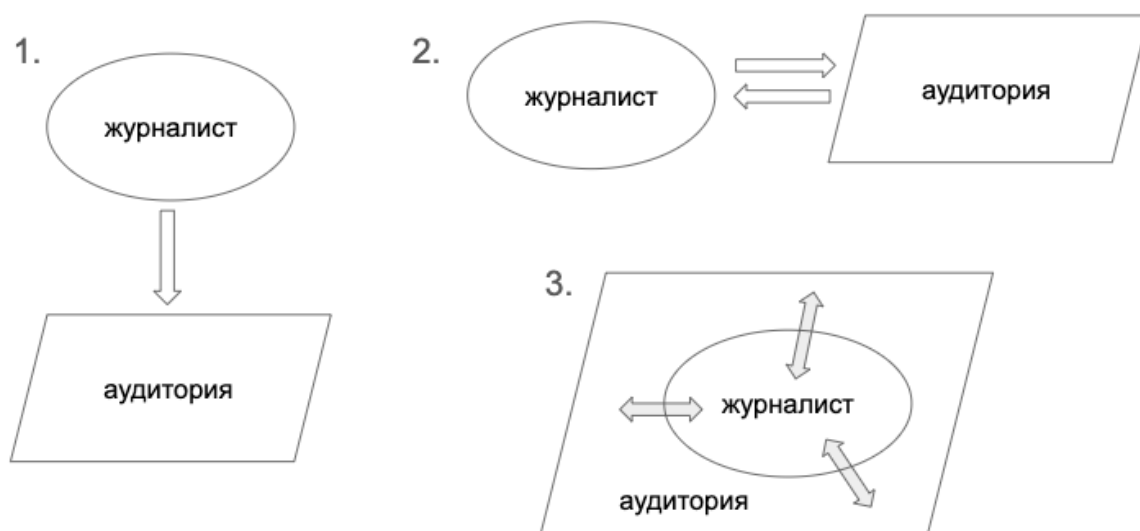 1.
журналист
аудитория
2.
журналист
аудитория
3.
журналист
аудитория